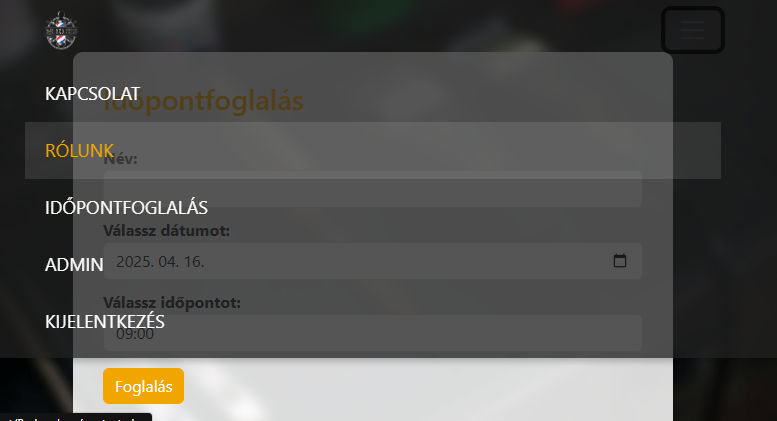 KAPCSOLAT
Időpontfoglalás
RÓLUNK
Név:
IDŐPONTFOGLALÁS
Válassz dátumot:
2025. 04. 16.
ADMIN
Válassz időpontot:
KIJELENTKEZÉS
09:00
Foglalás